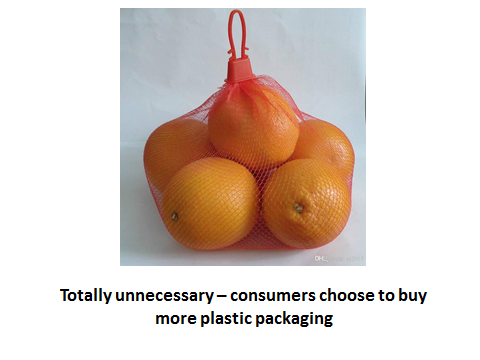 Totally unnecessary – consumers choose to buy
more plastic packaging